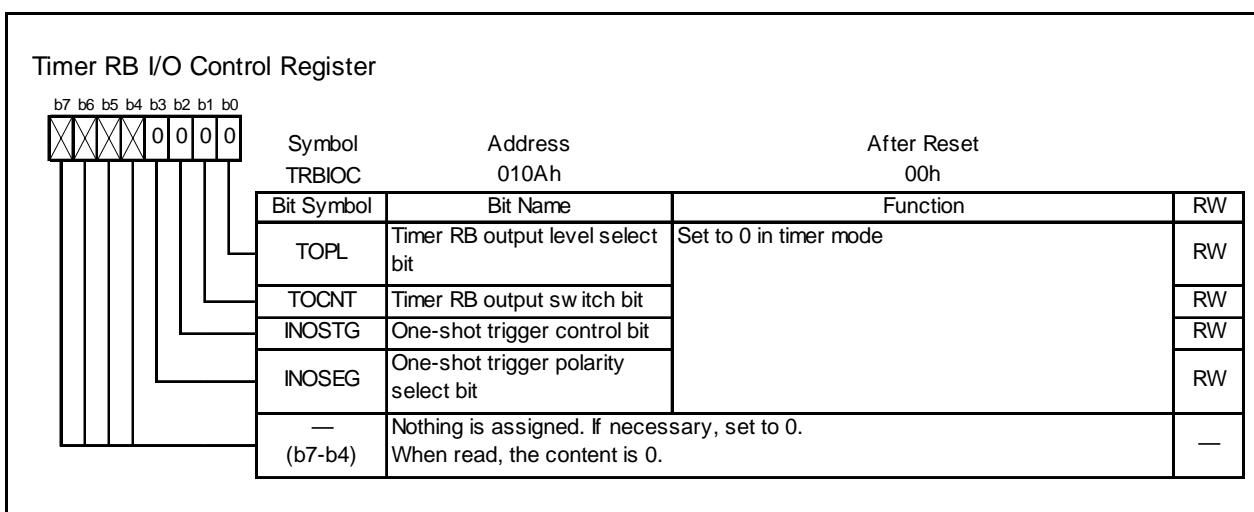 Timer RB I/O Control Register
b7 b6 b5 b4 b3 b2 b1 b0
0 0 0 0
Symbol Address After Reset
TRBIOC 010Ah 00h
Bit Symbol Bit Name Function RW
TOPL Timer RB output level select bit Set to 0 in timer mode RW
TOCNT Timer RB output switch bit RW
INOSTG One-shot trigger control bit RW
INOSEG One-shot trigger polarity select bit RW
— (b7-b4) Nothing is assigned. If necessary, set to 0. —
When read, the content is 0.